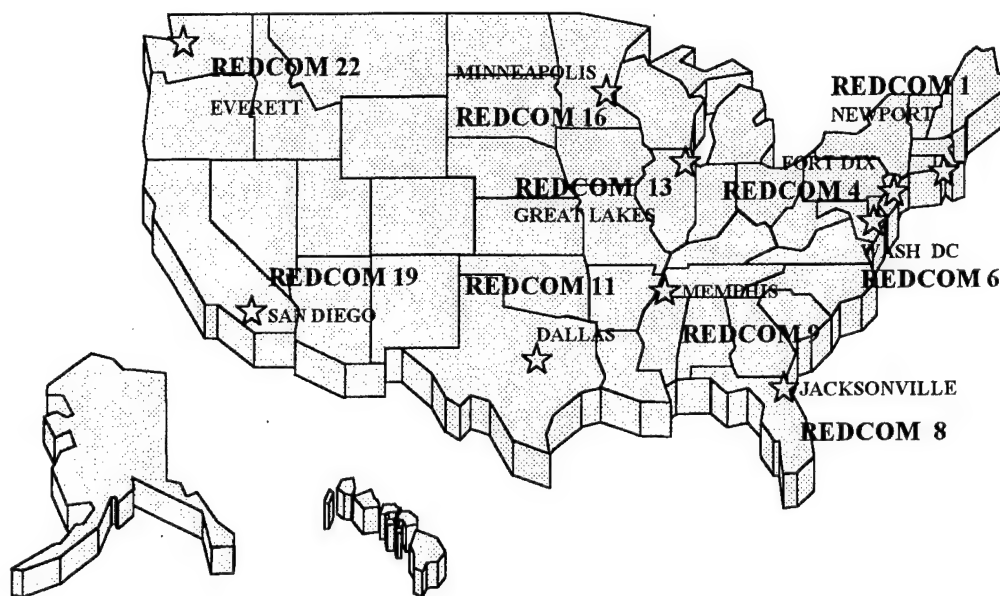 REDCOM 22
EVERETT
MINNEAPOLIS
REDCOM 16
REDCOM 1
NEWPORT
FORT DIX
REDCOM 13
GREAT LAKES
REDCOM 4
WASH DC
REDCOM 6
REDCOM 19
SAN DIEGO
REDCOM 11
DALLAS
MEMPHIS
REDCOM 9
JACKSONVILLE
REDCOM 8